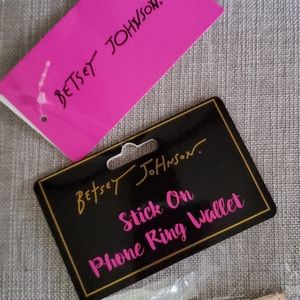 BETSEY JOHNSON.
BETSEY JOHNSON.
Stick On
Phone Ring Wallet